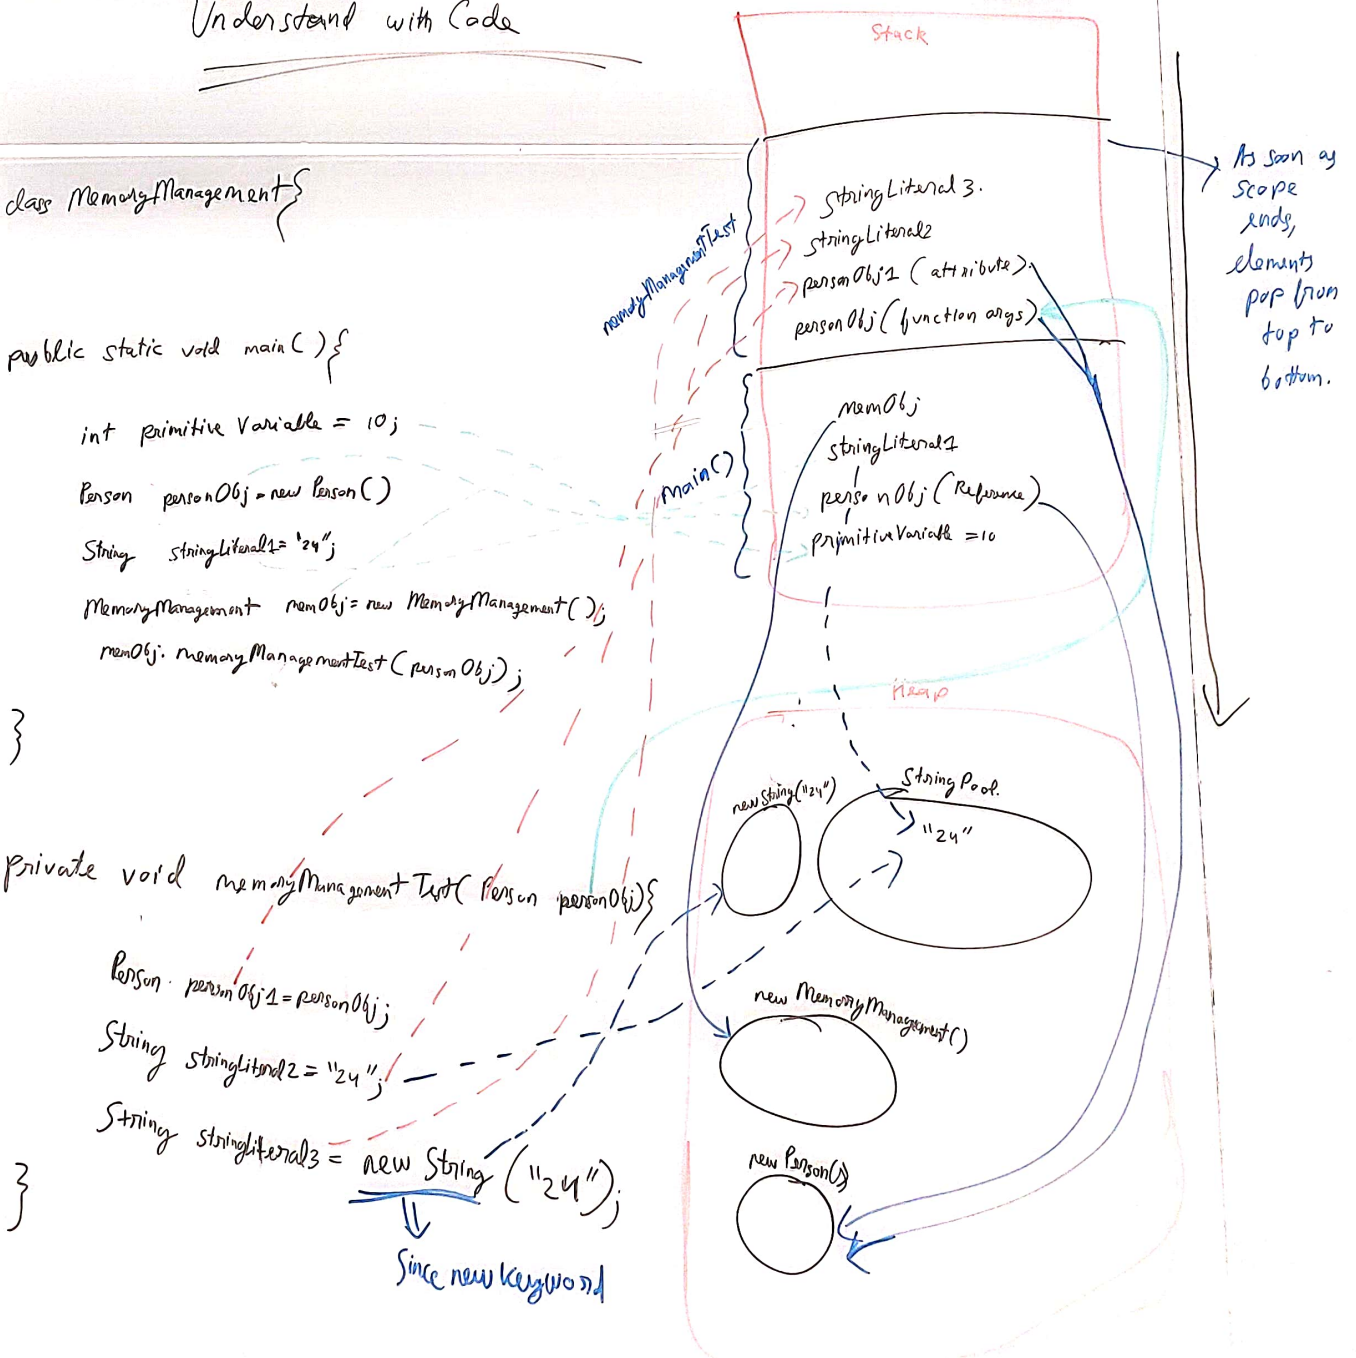 Understand with Code
class MemoryManagement{
public static void main(){
int primitive Variable = 10;
Person personObj = new Person()
String stringLiteral1 = "24";
MemoryManagement memObj = new MemoryManagement();
memObj. memoryManagementTest(personObj);
}
private void memoryManagementTest(Person personObj){
Person personObj1 = personObj;
String stringLiteral2 = "24";
String stringLiteral3 = new String("24");
}
Since new keyword
Stack
memoryManagementTest
stringLiteral3.
stringLiteral2
personObj1 (attribute).
personObj (function args)
main()
memObj
stringLiteral1
personObj (Reference)
primitiveVariable = 10
As soon as
scope
ends,
elements
pop from
top to
bottom.
Heap
new String("24")
StringPool.
"24"
new MemoryManagement()
new Person()